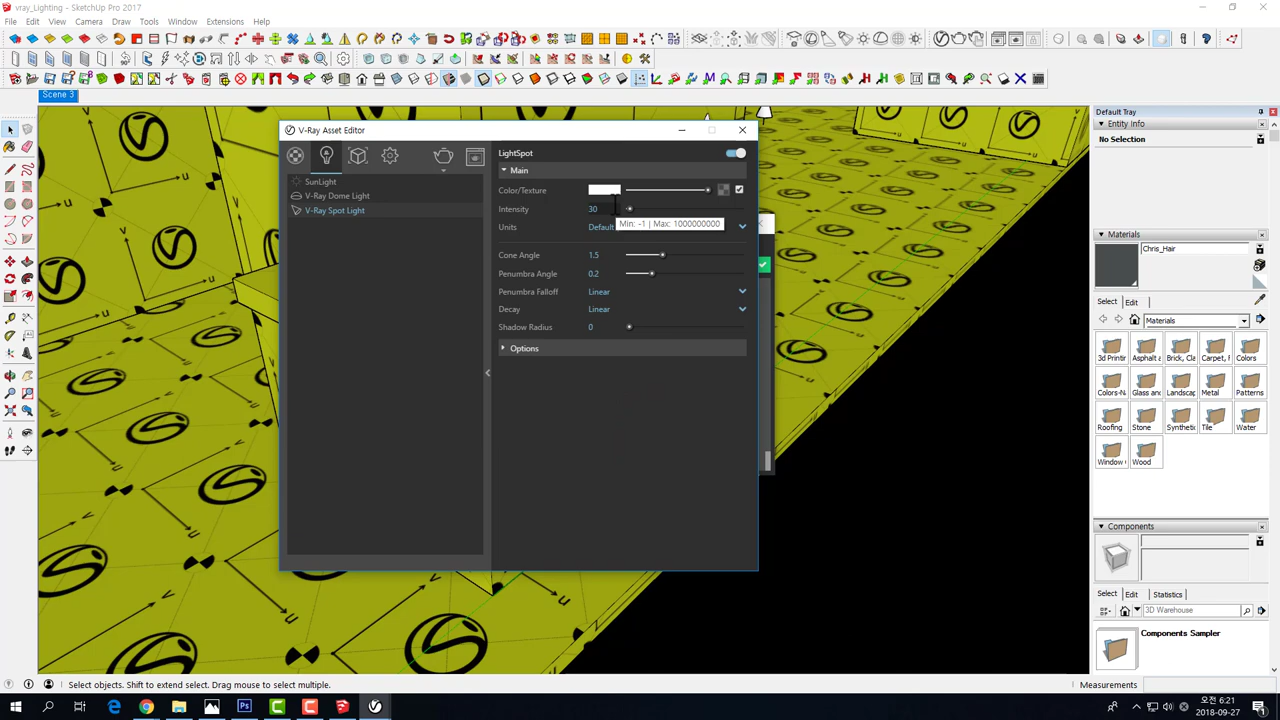 vray_Lighting - SketchUp Pro 2017
File Edit View Camera Draw Tools Window Extensions Help
Scene 3
V-Ray Asset Editor
SunLight
V-Ray Dome Light
V-Ray Spot Light
LightSpot
Main
Color/Texture
Intensity 30
Min: -1 | Max: 1000000000
Units Default
Cone Angle 1.5
Penumbra Angle 0.2
Penumbra Falloff Linear
Decay Linear
Shadow Radius 0
Options
Default Tray
Entity Info
No Selection
Materials
Chris_Hair
Select Edit
Materials
3d Printi Asphalt a Brick, Cl Carpet, F Colors
Colors-N Glass an Landscap Metal Patterns
Roofing Stone Synthetic Tile Water
Window Wood
Components
Select Edit Statistics
3D Warehouse
Components Sampler
Select objects. Shift to extend select. Drag mouse to select multiple.
Measurements
오전 6:21
2018-09-27